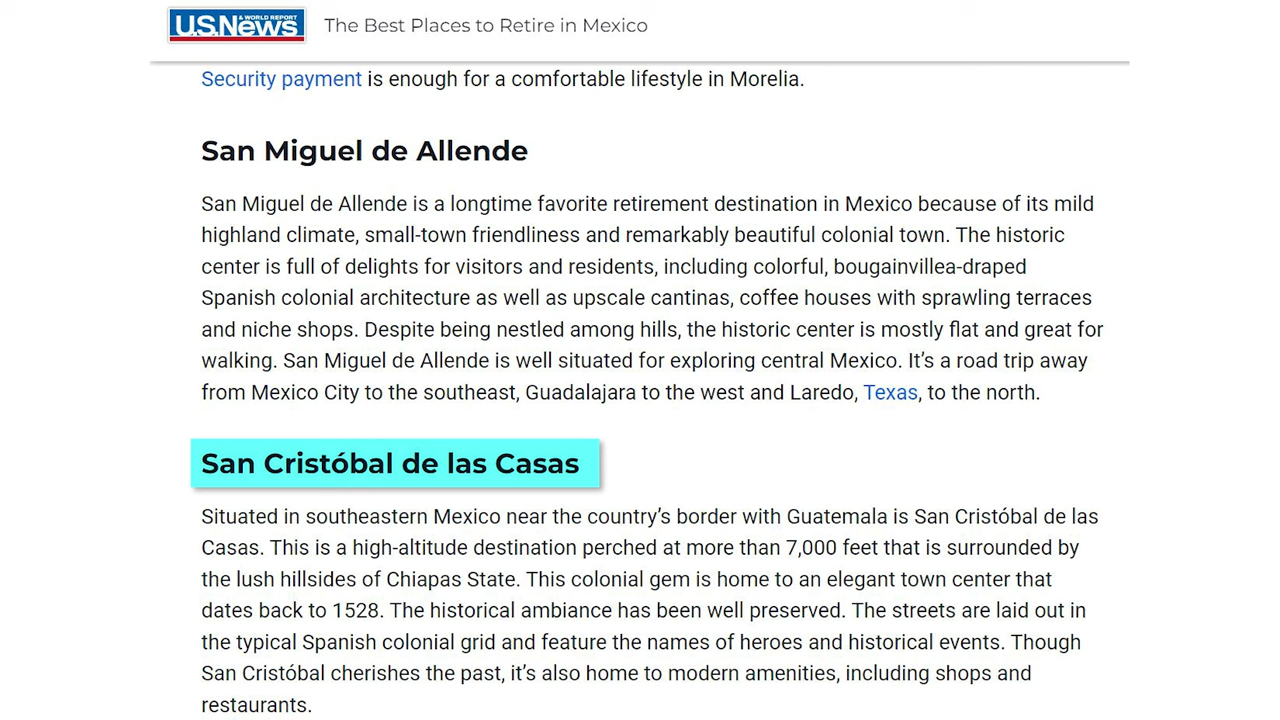 U.S.News & WORLD REPORT
The Best Places to Retire in Mexico
Security payment is enough for a comfortable lifestyle in Morelia.
San Miguel de Allende
San Miguel de Allende is a longtime favorite retirement destination in Mexico because of its mild
highland climate, small-town friendliness and remarkably beautiful colonial town. The historic
center is full of delights for visitors and residents, including colorful, bougainvillea-draped
Spanish colonial architecture as well as upscale cantinas, coffee houses with sprawling terraces
and niche shops. Despite being nestled among hills, the historic center is mostly flat and great for
walking. San Miguel de Allende is well situated for exploring central Mexico. It’s a road trip away
from Mexico City to the southeast, Guadalajara to the west and Laredo, Texas, to the north.
San Cristóbal de las Casas
Situated in southeastern Mexico near the country’s border with Guatemala is San Cristóbal de las
Casas. This is a high-altitude destination perched at more than 7,000 feet that is surrounded by
the lush hillsides of Chiapas State. This colonial gem is home to an elegant town center that
dates back to 1528. The historical ambiance has been well preserved. The streets are laid out in
the typical Spanish colonial grid and feature the names of heroes and historical events. Though
San Cristóbal cherishes the past, it’s also home to modern amenities, including shops and
restaurants.